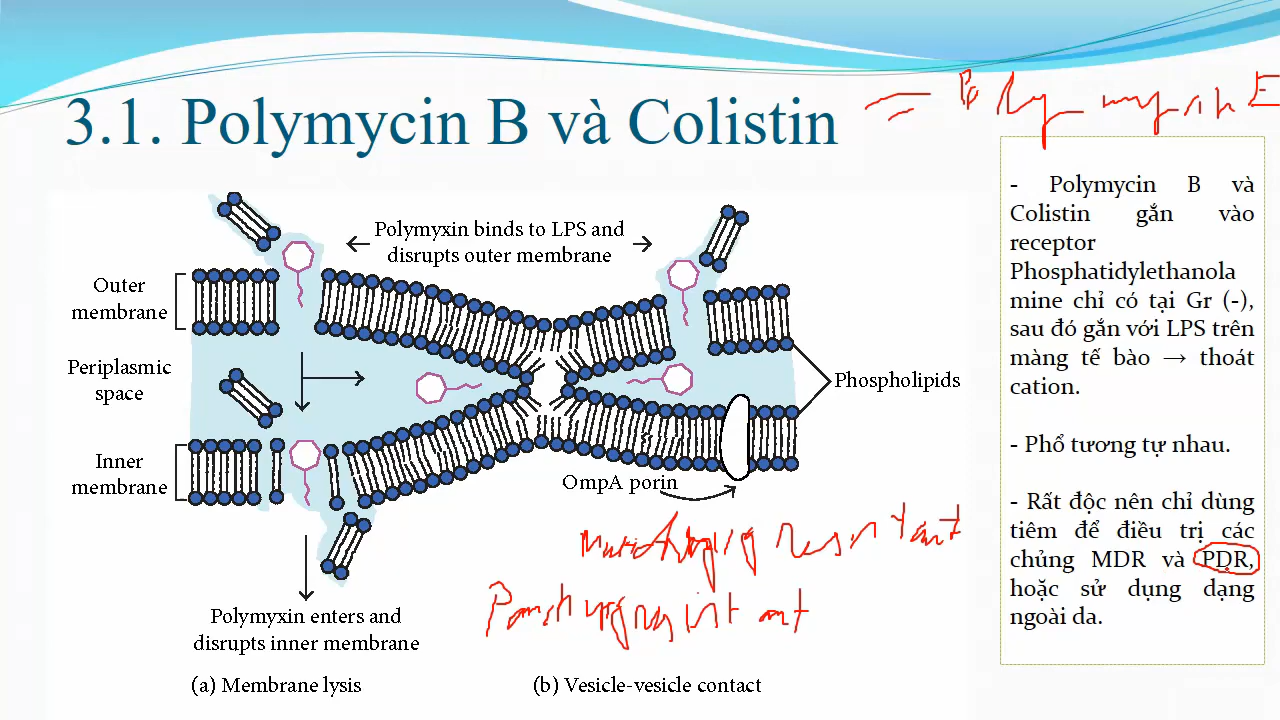 3.1. Polymycin B và Colistin
= Polymyxin E
Polymyxin binds to LPS and
disrupts outer membrane
Outer
membrane
Periplasmic
space
Phospholipids
Inner
membrane
OmpA porin
Polymyxin enters and
disrupts inner membrane
(a) Membrane lysis
(b) Vesicle-vesicle contact
resistant
- Polymycin B và
Colistin gắn vào
receptor
Phosphatidylethanola
mine chỉ có tại Gr (-),
sau đó gắn với LPS trên
màng tế bào → thoát
cation.
- Phổ tương tự nhau.
- Rất độc nên chỉ dùng
tiêm để điều trị các
chủng MDR và PDR,
hoặc sử dụng dạng
ngoài da.